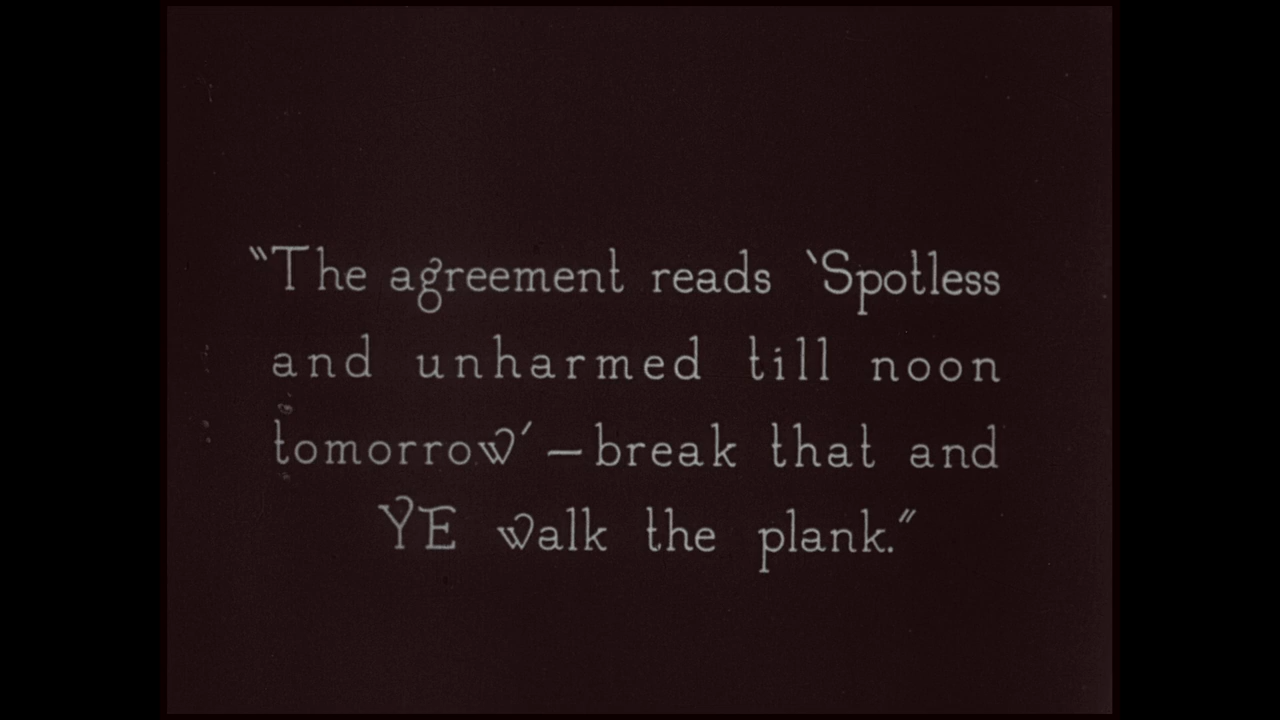 "The agreement reads 'Spotless
and unharmed till noon
tomorrow'—break that and
YE walk the plank."